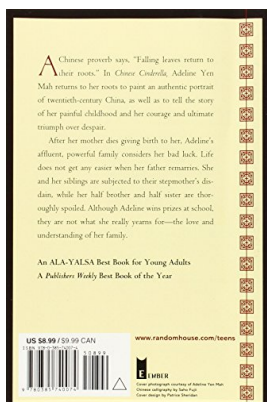 A Chinese proverb says, "Falling leaves return to
their roots." In Chinese Cinderella, Adeline Yen
Mah returns to her roots to paint an authentic portrait
of twentieth-century China, as well as to tell the story
of her painful childhood and her courage and ultimate
triumph over despair.
After her mother dies giving birth to her, Adeline's
affluent, powerful family considers her bad luck. Life
does not get any easier when her father remarries. She
and her siblings are subjected to their stepmother's dis-
dain, while her half brother and half sister are thor-
oughly spoiled. Although Adeline wins prizes at school,
they are not what she really yearns for—the love and
understanding of her family.
An ALA-YALSA Best Book for Young Adults
A Publishers Weekly Best Book of the Year
US $8.99 / $9.99 CAN
ISBN 978-0-385-74007-4
50899
9780385740074
www.randomhouse.com/teens
EMBER
Cover photograph courtesy of Adeline Yen Mah
Chinese calligraphy by Saho Fujii
Cover design by Patrice Sheridan